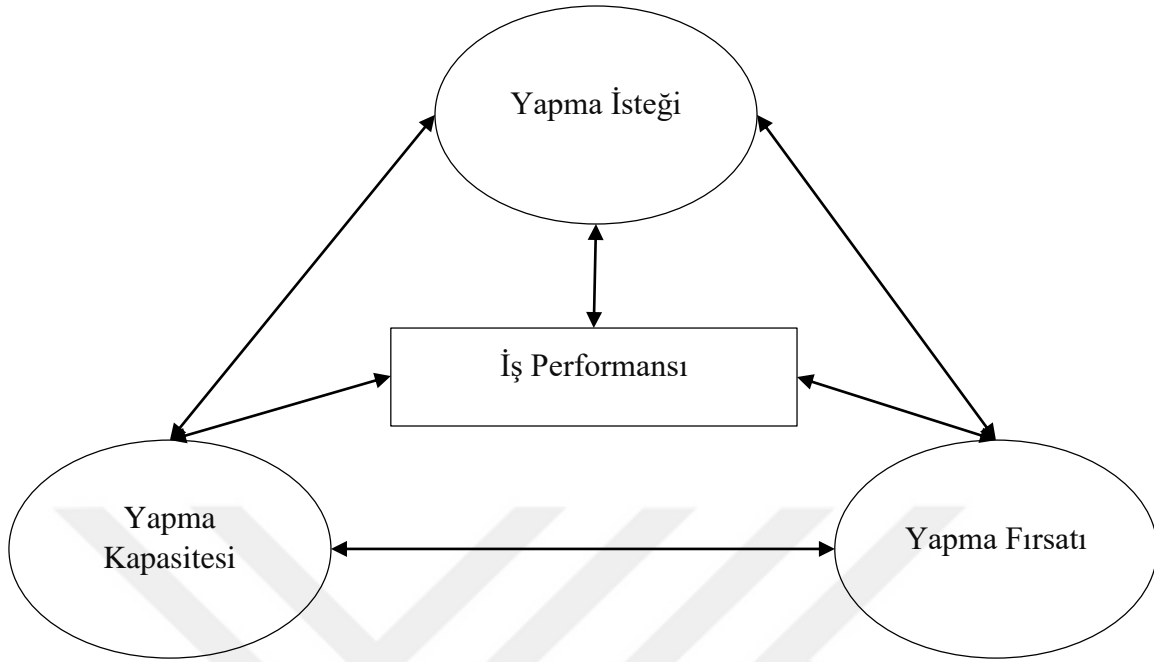 Yapma İsteği
İş Performansı
Yapma
Kapasitesi
Yapma Fırsatı